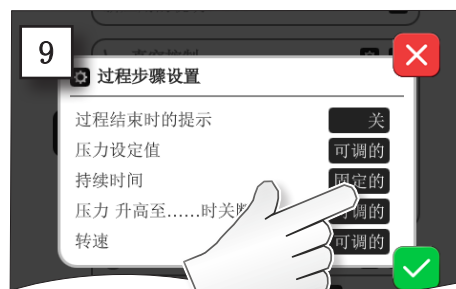 9
过程步骤设置
过程结束时的提示 关
压力设定值 可调的
持续时间 固定的
压力 升高至……时关 调的
转速 可调的